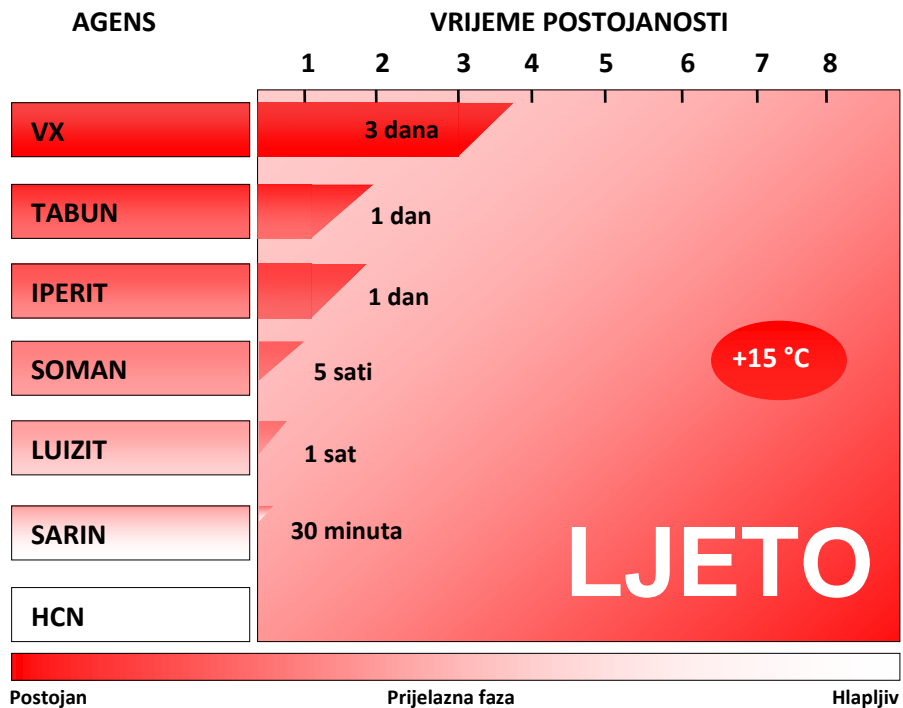 AGENS VRIJEME POSTOJANOSTI
1 2 3 4 5 6 7 8
VX 3 dana
TABUN 1 dan
IPERIT 1 dan
SOMAN 5 sati +15 °C
LUIZIT 1 sat
SARIN 30 minuta
LJETO
HCN
Postojan Prijelazna faza Hlapljiv